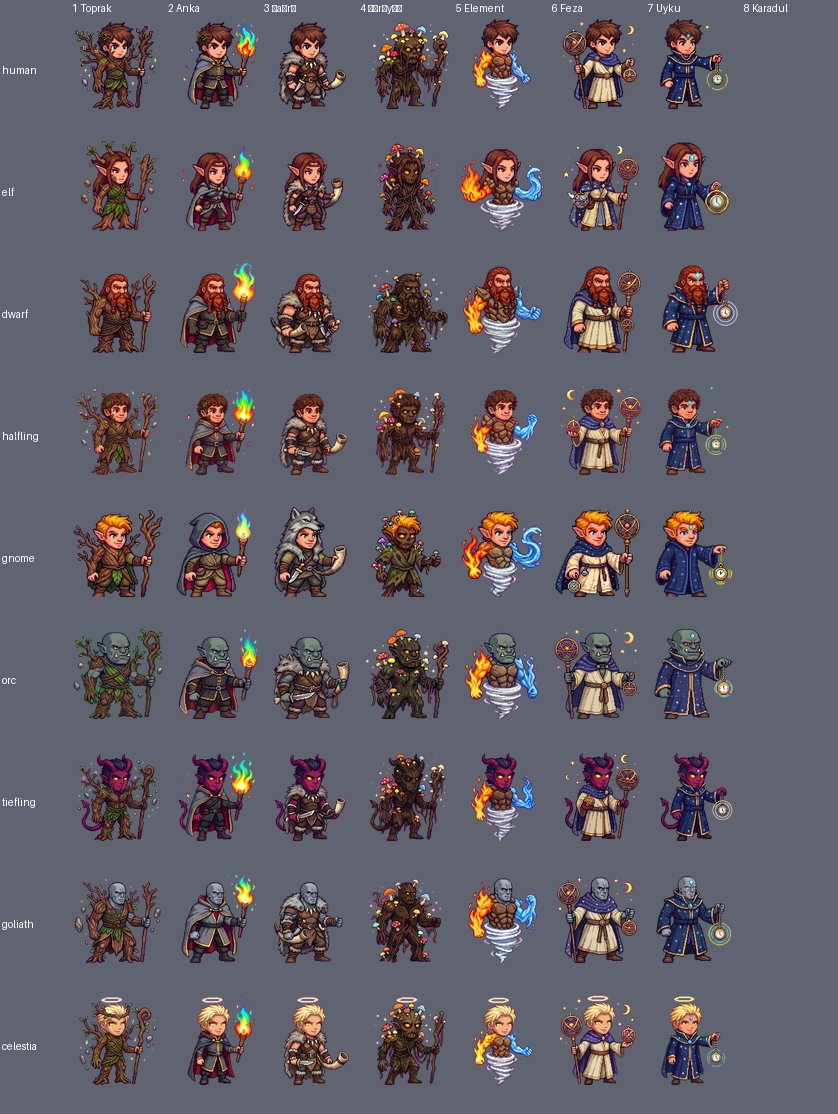 1 Toprak
2 Anka
3
4
5 Element
6 Feza
7 Uyku
8 Karadul
human
elf
dwarf
halfling
gnome
orc
tiefling
goliath
celestia